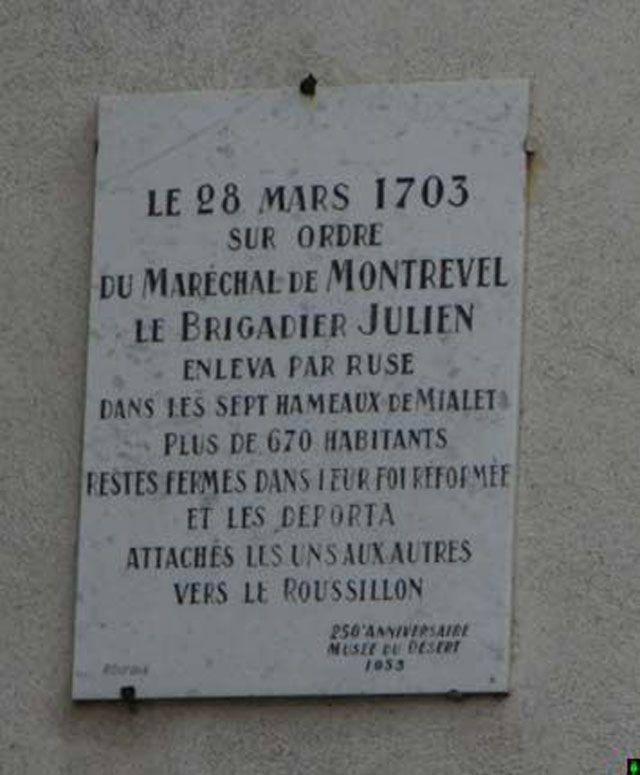 LE 28 MARS 1703
SUR ORDRE
DU MARÉCHAL DE MONTREVEL
LE BRIGADIER JULIEN
ENLEVA PAR RUSE
DANS LES SEPT HAMEAUX DE MIALET
PLUS DE 670 HABITANTS
RESTES FERMES DANS LEUR FOI REFORMÉE
ET LES DEPORTA
ATTACHÉS LES UNS AUX AUTRES
VERS LE ROUSSILLON
250e ANNIVERSAIRE
MUSÉE DU DÉSERT
1953